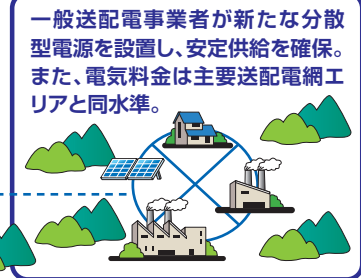 一般送配電事業者が新たな分散
型電源を設置し、安定供給を確保。
また、電気料金は主要送配電網エ
リアと同水準。